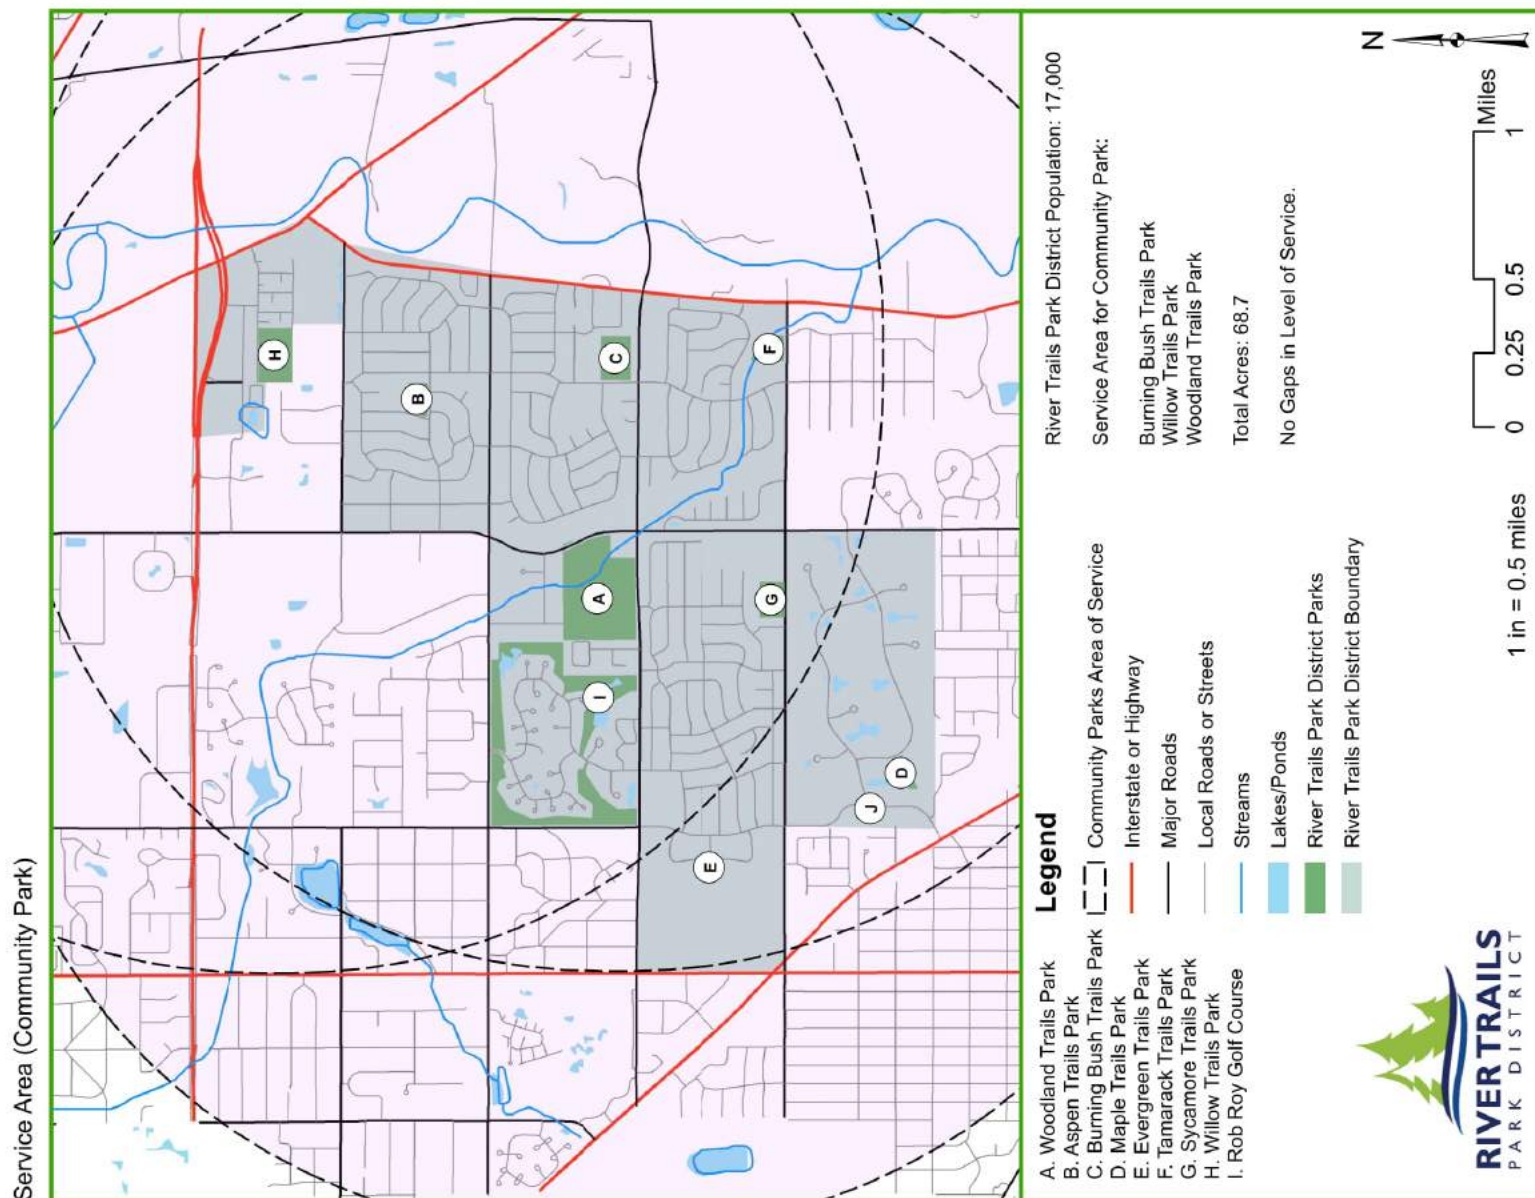 Service Area (Community Park)
H
B
C
F
A
G
I
D
J
E
A. Woodland Trails Park
B. Aspen Trails Park
C. Burning Bush Trails Park
D. Maple Trails Park
E. Evergreen Trails Park
F. Tamarack Trails Park
G. Sycamore Trails Park
H. Willow Trails Park
I. Rob Roy Golf Course
Legend
Community Parks Area of Service
Interstate or Highway
Major Roads
Local Roads or Streets
Streams
Lakes/Ponds
River Trails Park District Parks
River Trails Park District Boundary
River Trails Park District Population: 17,000
Service Area for Community Park:
Burning Bush Trails Park
Willow Trails Park
Woodland Trails Park
Total Acres: 68.7
No Gaps in Level of Service.
N
RIVER TRAILS
PARK DISTRICT
1 in = 0.5 miles
0 0.25 0.5 1
Miles